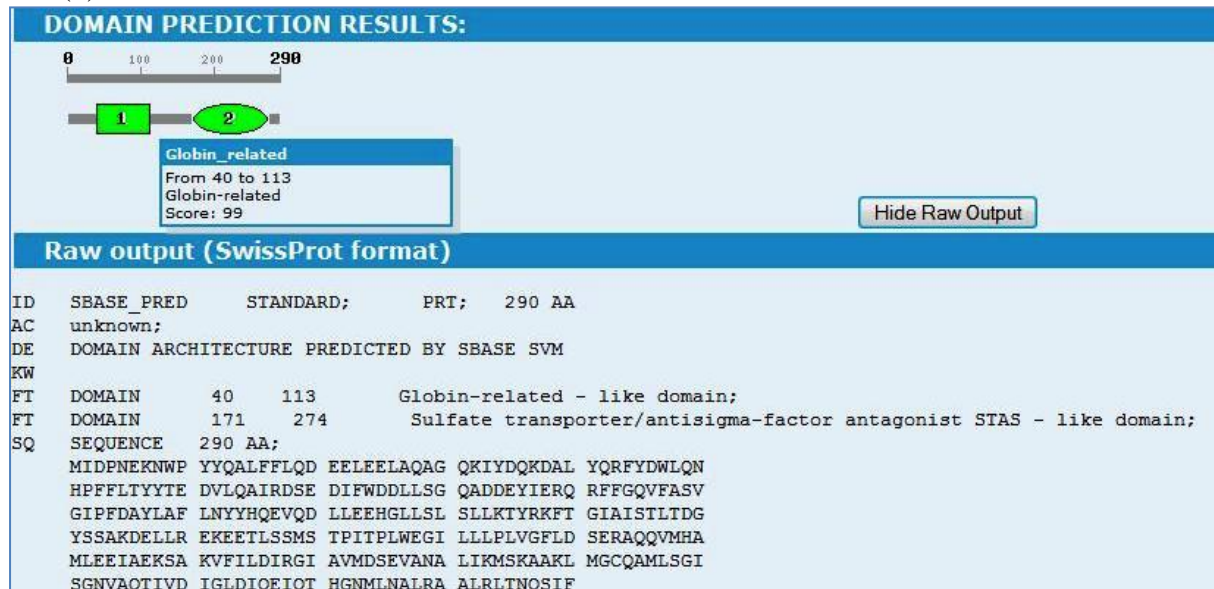 DOMAIN PREDICTION RESULTS:
0 100 200 290
1 2
Globin_related
From 40 to 113
Globin-related
Score: 99
Hide Raw Output
Raw output (SwissProt format)
ID SBASE_PRED STANDARD; PRT; 290 AA
AC unknown;
DE DOMAIN ARCHITECTURE PREDICTED BY SBASE SVM
KW
FT DOMAIN 40 113 Globin-related - like domain;
FT DOMAIN 171 274 Sulfate transporter/antisigma-factor antagonist STAS - like domain;
SQ SEQUENCE 290 AA;
MIDPNEKNWP YYQALFFLQD EELEELAQAG QKIYDQKDAL YQRFYDWLQN
HPFFLTYYTE DVLQAIRDSE DIFWDDLLSG QADDEYIERQ RFFGQVFASV
GIPFDAYLAF LNYYHQEVQD LLEEHGLLSL SLLKTYRKFT GIAISTLTDG
YSSAKDELLR EKEETLSSMS TPITPLWEGI LLLPLVGFLD SERAQQVMHA
MLEEIAEKSA KVFILDIRGI AVMDSEVANA LIKMSKAAKL MGCQAMLSGI
SGNVAQTIVD IGLDIQEIQT HGNMLNALRA ALRLTNQSIF